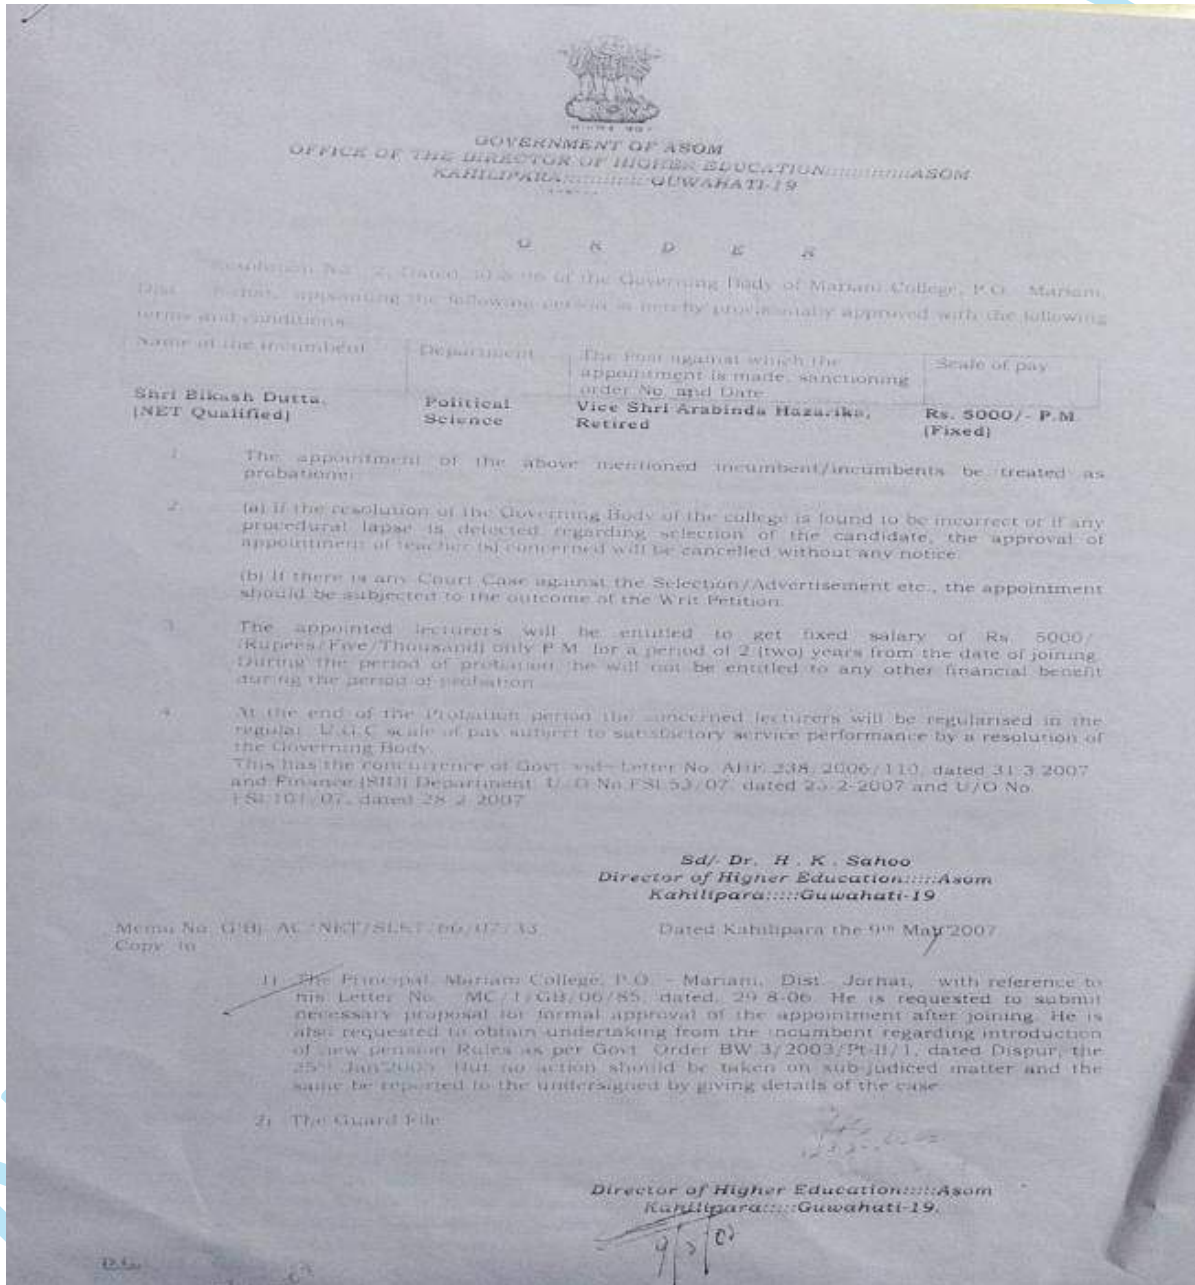 GOVERNMENT OF ASOM
OFFICE OF THE DIRECTOR OF HIGHER EDUCATION:::::::::::::ASOM
KAHILIPARA:::::::::::::GUWAHATI-19
O R D E R
Resolution No. 2, Dated 30-8-06 of the Governing Body of Mariani College, P.O. Mariani,
Dist. Jorhat, appointing the following person is hereby provisionally approved with the following
terms and conditions.
Name of the incumbent
Department
The Post against which the
appointment is made, sanctioning
order No. and Date
Scale of pay
Shri Bikash Dutta,
(NET Qualified)
Political
Science
Vice Shri Arabinda Hazarika,
Retired
Rs. 5000/- P.M.
(Fixed)
1. The appointment of the above mentioned incumbent/incumbents be treated as
probationer
2. (a) If the resolution of the Governing Body of the college is found to be incorrect or if any
procedural lapse is detected regarding selection of the candidate, the approval of
appointment of teacher (s) concerned will be cancelled without any notice.
(b) If there is any Court Case against the Selection/Advertisement etc., the appointment
should be subjected to the outcome of the Writ Petition.
3. The appointed lecturers will be entitled to get fixed salary of Rs. 5000/
(Rupees/Five/Thousand) only P.M. for a period of 2 (two) years from the date of joining.
During the period of probation, he will not be entitled to any other financial benefit
during the period of probation
4. At the end of the Probation period the concerned lecturers will be regularised in the
regular U.G.C scale of pay subject to satisfactory service performance by a resolution of
the Governing Body.
This has the concurrence of Govt. vide Letter No. AHE.238/2006/110, dated 31-3-2007
and Finance (SIU) Department. U/O No.FSI.53/07, dated 25-2-2007 and U/O No.
FSI.101/07, dated 28-2-2007
Sd/- Dr. H . K . Sahoo
Director of Higher Education:::::Asom
Kahilipara:::::Guwahati-19
Memo No. G(B) AC/NET/SLET/66/07/33
Dated Kahilipara the 9th May'2007
Copy to
1) The Principal, Mariani College, P.O. - Mariani, Dist. Jorhat, with reference to
his Letter No. MC/1/GB/06/85, dated, 29-8-06. He is requested to submit
necessary proposal for formal approval of the appointment after joining. He is
also requested to obtain undertaking from the incumbent regarding introduction
of new pension Rules as per Govt. Order BW.3/2003/Pt-II/1, dated Dispur, the
25th Jan'2005. But no action should be taken on sub-judiced matter and the
same be reported to the undersigned by giving details of the case
2) The Guard File
Director of Higher Education:::::Asom
Kahilipara:::::Guwahati-19.